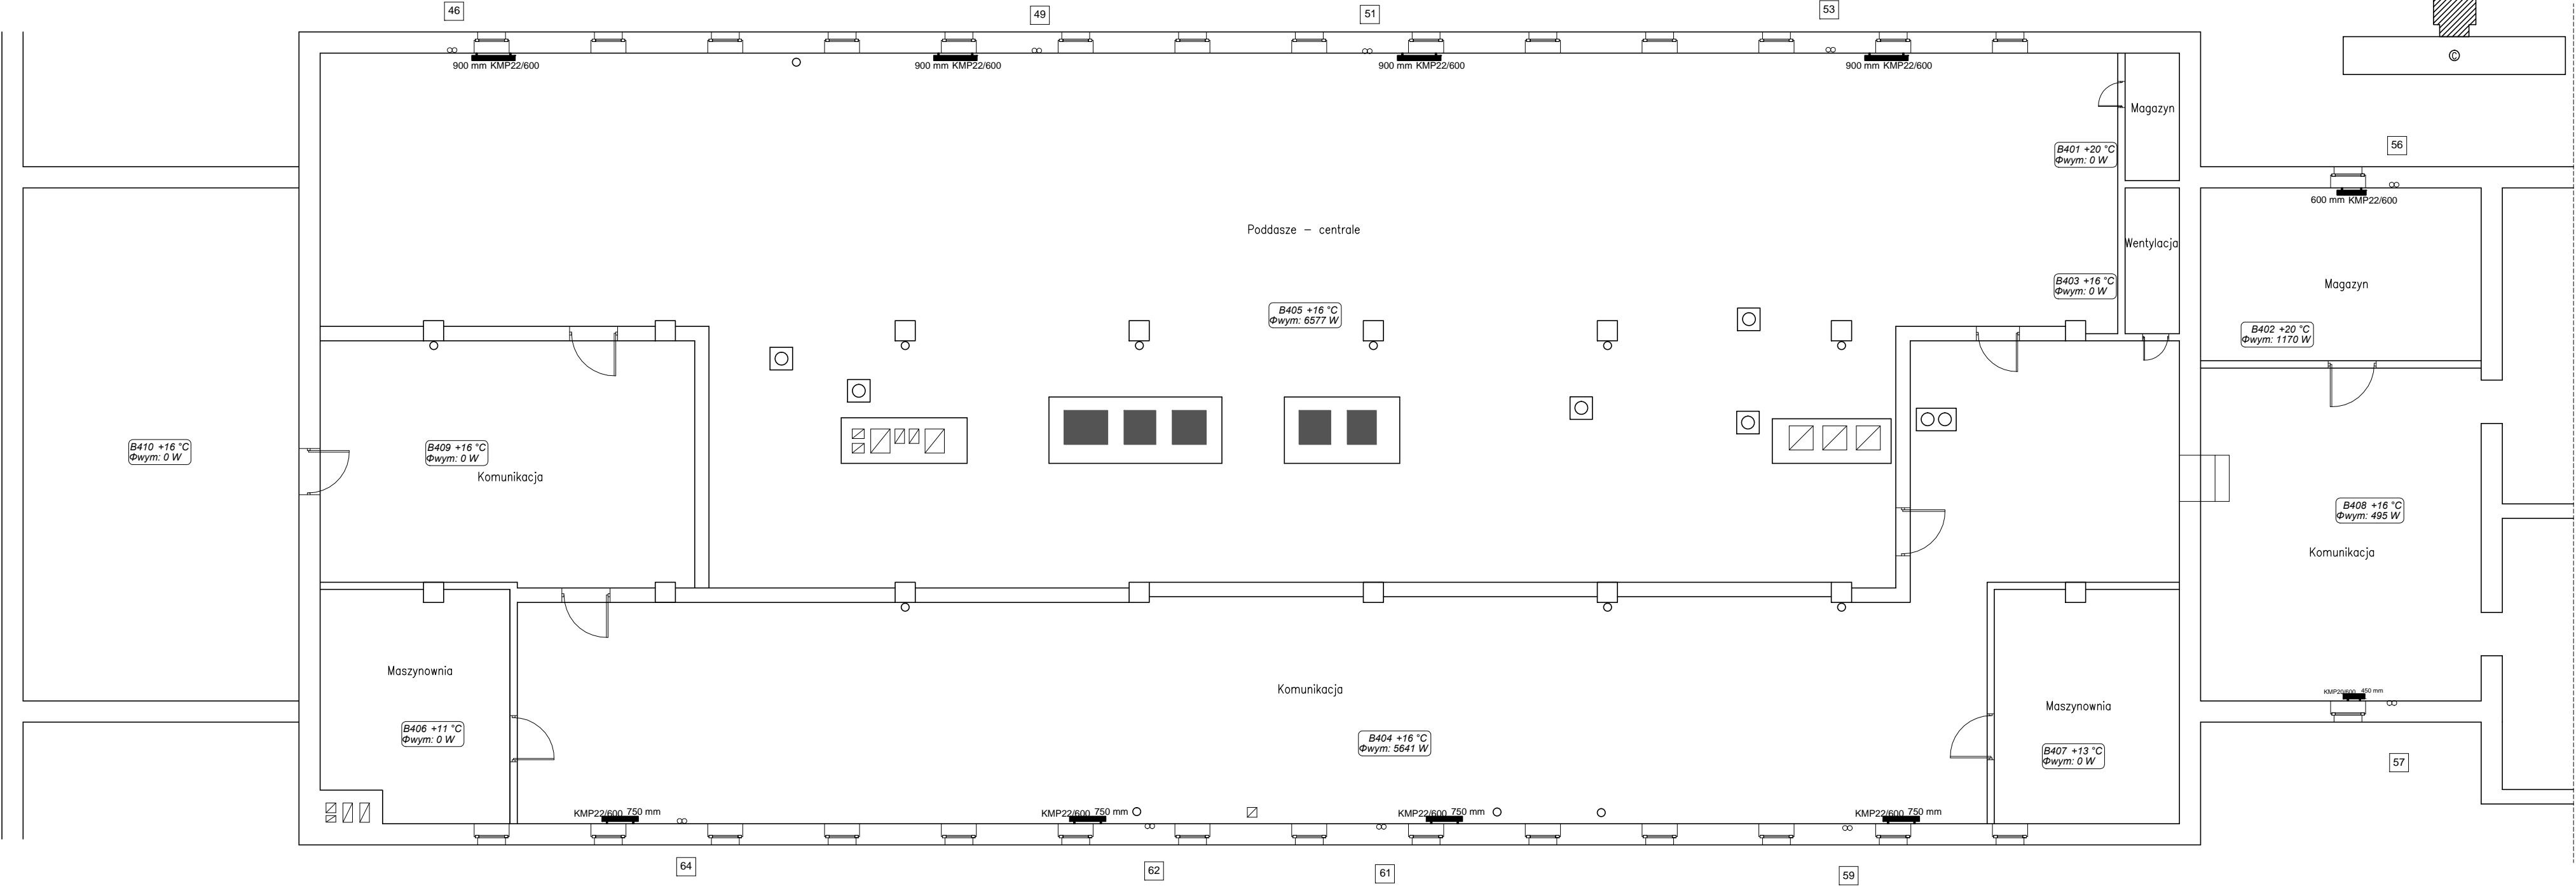 46
49
51
53
900 mm KMP22/600
900 mm KMP22/600
900 mm KMP22/600
900 mm KMP22/600
C
Magazyn
56
B401 +20 °C
Φwym: 0 W
600 mm KMP22/600
Poddasze – centrale
Wentylacja
B403 +16 °C
Φwym: 0 W
Magazyn
B405 +16 °C
Φwym: 6577 W
B402 +20 °C
Φwym: 1170 W
B410 +16 °C
Φwym: 0 W
B409 +16 °C
Φwym: 0 W
Komunikacja
B408 +16 °C
Φwym: 495 W
Komunikacja
Maszynownia
Komunikacja
KMP20/600 450 mm
Maszynownia
B406 +11 °C
Φwym: 0 W
B404 +16 °C
Φwym: 5641 W
B407 +13 °C
Φwym: 0 W
57
KMP22/600 750 mm
KMP22/600 750 mm
KMP22/600 750 mm
KMP22/600 750 mm
64
62
61
59